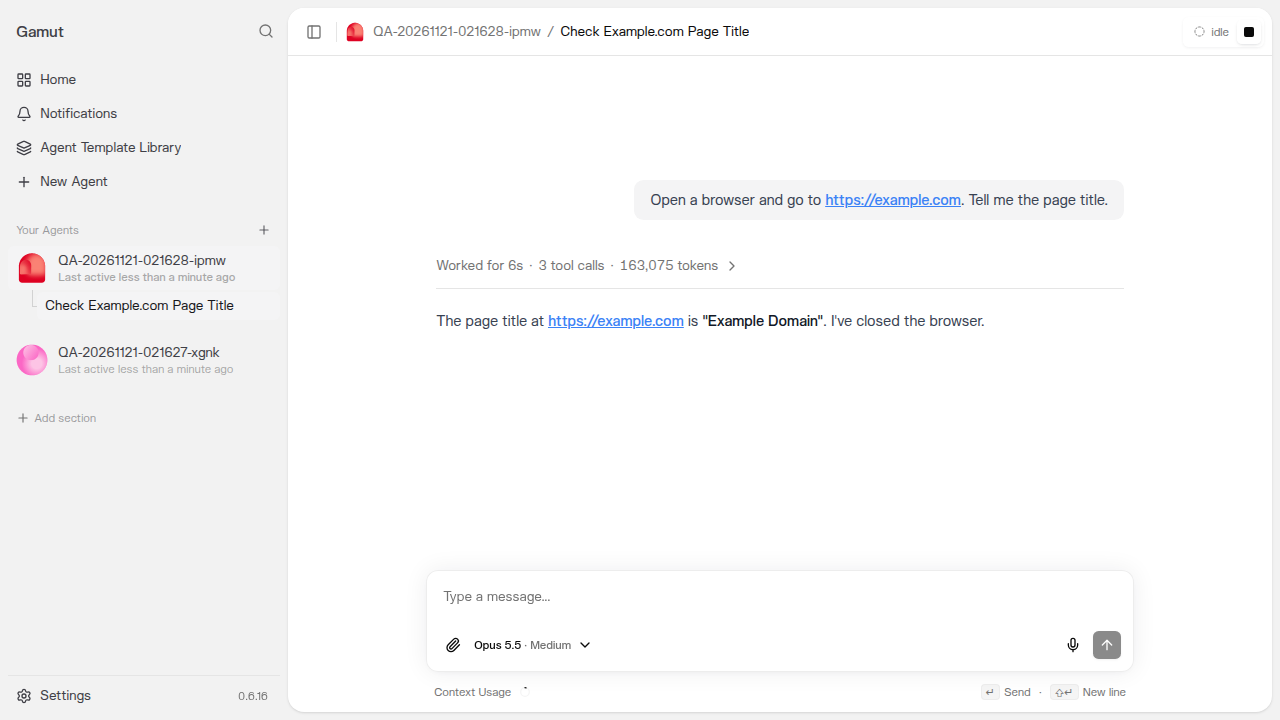 Gamut
Home
Notifications
Agent Template Library
New Agent
Your Agents
QA-20261121-021628-ipmw
Last active less than a minute ago
Check Example.com Page Title
QA-20261121-021627-xgnk
Last active less than a minute ago
Add section
Settings 0.6.16
QA-20261121-021628-ipmw / Check Example.com Page Title
idle
Open a browser and go to https://example.com. Tell me the page title.
Worked for 6s · 3 tool calls · 163,075 tokens
The page title at https://example.com is "Example Domain". I've closed the browser.
Type a message...
Opus 5.5 · Medium
Context Usage
↵ Send · ⇧↵ New line